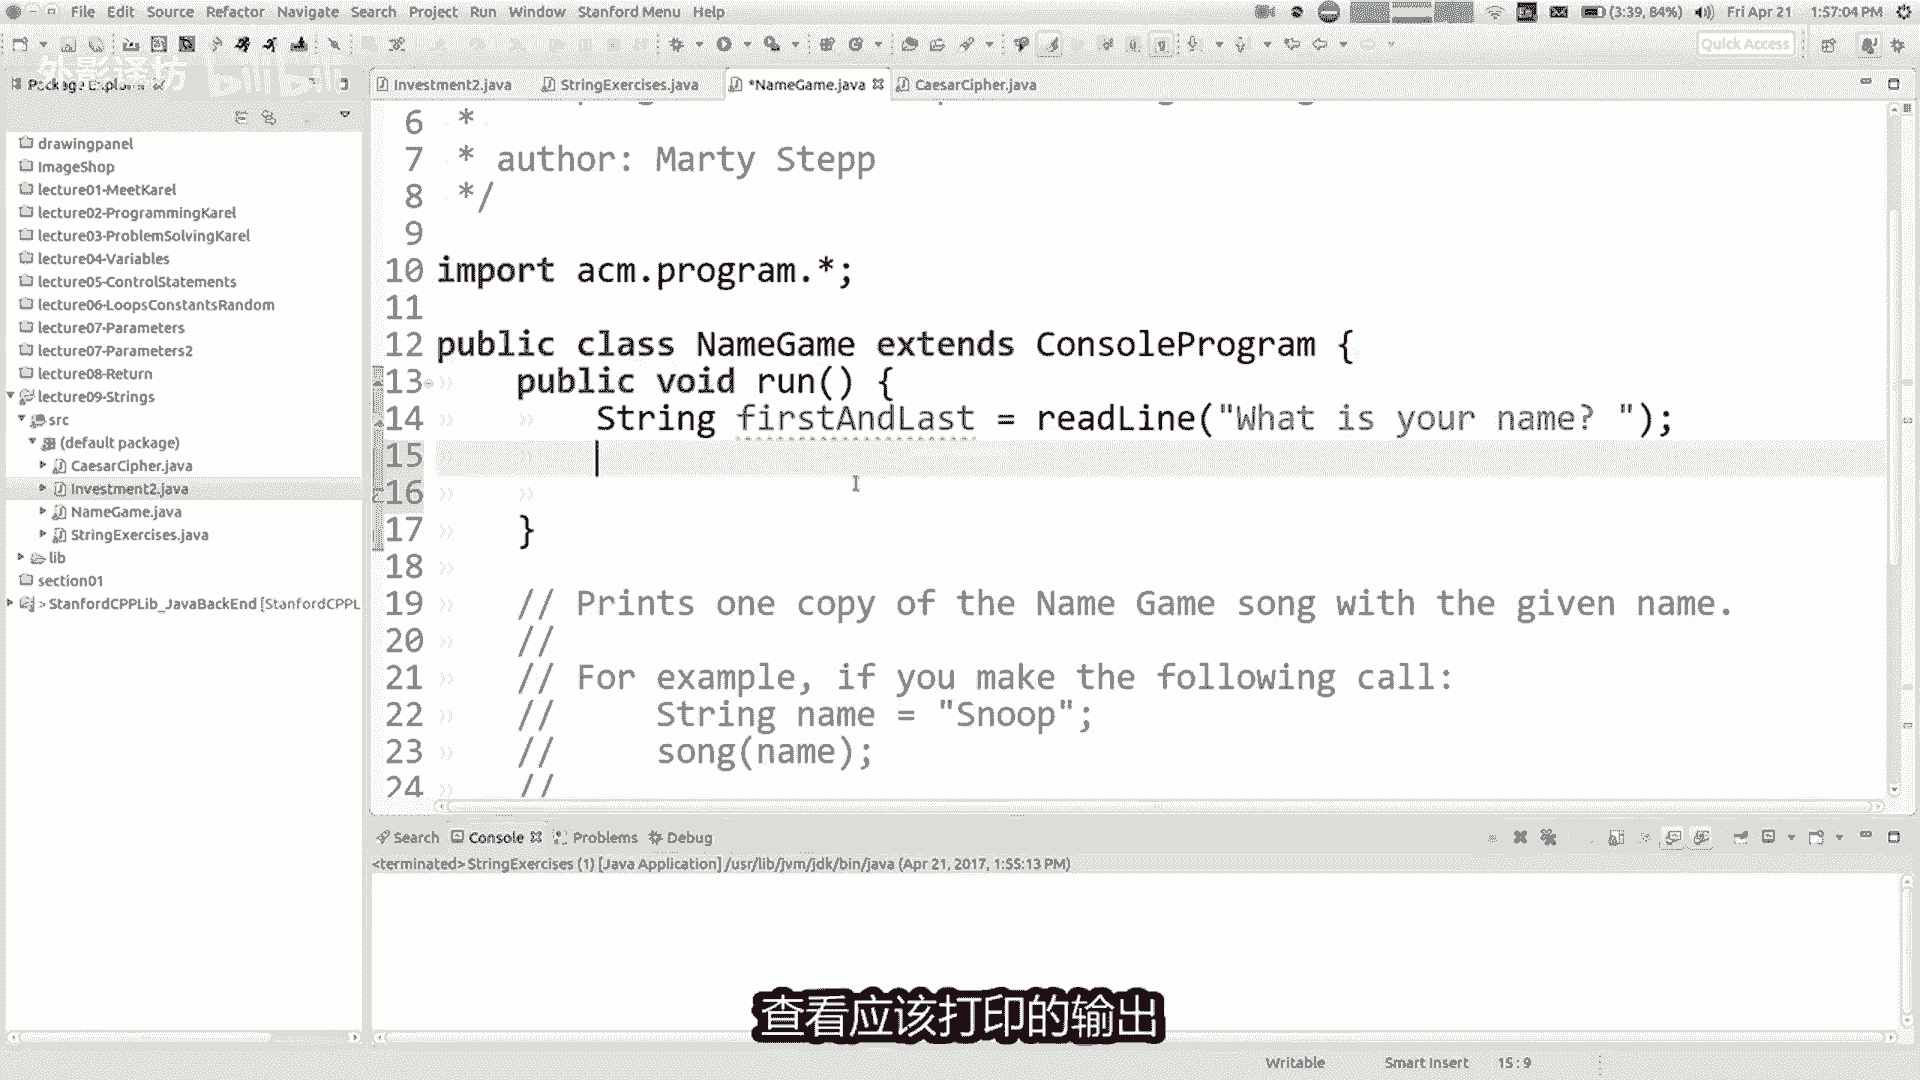 File Edit Source Refactor Navigate Search Project Run Window Stanford Menu Help
(3:39, 84%) Fri Apr 21 1:57:04 PM
Quick Access
外影译坊 bilibili
Package Explorer
Investment2.java StringExercises.java *NameGame.java CaesarCipher.java
drawingpanel
ImageShop
lecture01-MeetKarel
lecture02-ProgrammingKarel
lecture03-ProblemSolvingKarel
lecture04-Variables
lecture05-ControlStatements
lecture06-LoopsConstantsRandom
lecture07-Parameters
lecture07-Parameters2
lecture08-Return
lecture09-Strings
src
(default package)
CaesarCipher.java
Investment2.java
NameGame.java
StringExercises.java
lib
section01
> StanfordCPPLib_JavaBackEnd [StanfordCPPL
6 *
7 * author: Marty Stepp
8 */
9
10 import acm.program.*;
11
12 public class NameGame extends ConsoleProgram {
13 public void run() {
14 String firstAndLast = readLine("What is your name? ");
15
16
17 }
18
19 // Prints one copy of the Name Game song with the given name.
20 //
21 // For example, if you make the following call:
22 // String name = "Snoop";
23 // song(name);
24 //
Search Console Problems Debug
<terminated> StringExercises (1) [Java Application] /usr/lib/jvm/jdk/bin/java (Apr 21, 2017, 1:55:13 PM)
查看应该打印的输出
Writable Smart Insert 15 : 9